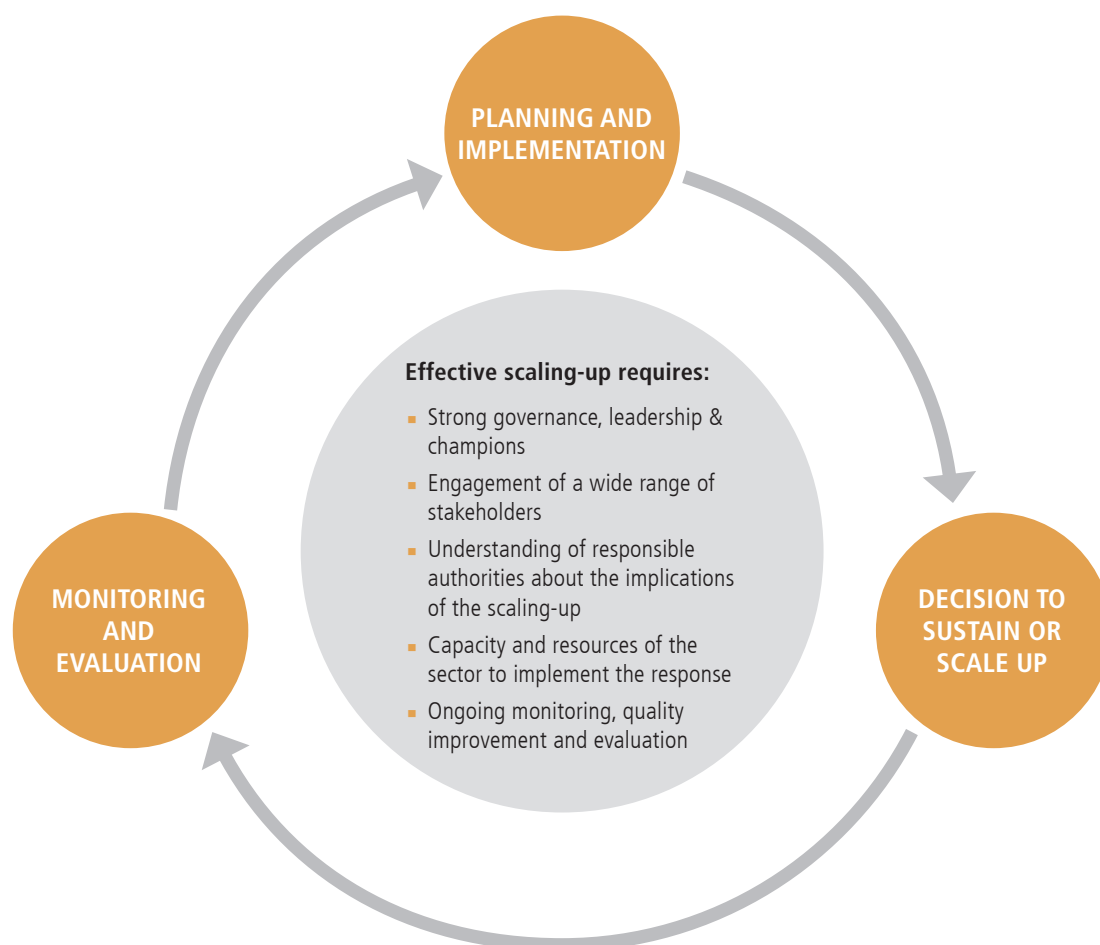 PLANNING AND
IMPLEMENTATION
Effective scaling-up requires:
▪ Strong governance, leadership &
champions
▪ Engagement of a wide range of
stakeholders
▪ Understanding of responsible
authorities about the implications
of the scaling-up
▪ Capacity and resources of the
sector to implement the response
▪ Ongoing monitoring, quality
improvement and evaluation
MONITORING
AND
EVALUATION
DECISION TO
SUSTAIN OR
SCALE UP